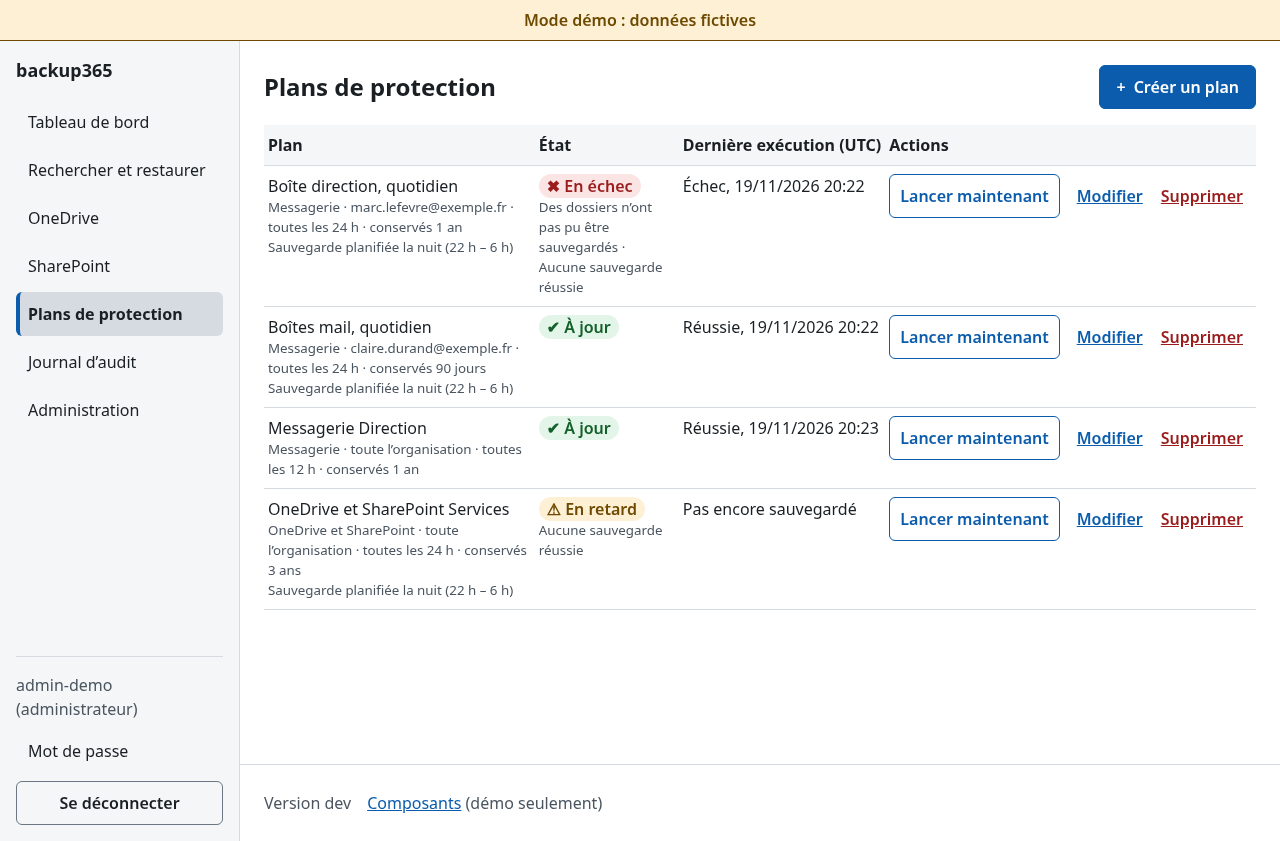 Mode démo : données fictives
backup365
Tableau de bord
Rechercher et restaurer
OneDrive
SharePoint
Plans de protection
Journal d’audit
Administration
admin-demo
(administrateur)
Mot de passe
Se déconnecter
Plans de protection
+ Créer un plan
Plan État Dernière exécution (UTC) Actions
Boîte direction, quotidien
Messagerie · marc.lefevre@exemple.fr ·
toutes les 24 h · conservés 1 an
Sauvegarde planifiée la nuit (22 h – 6 h)
✖ En échec
Des dossiers n’ont
pas pu être
sauvegardés ·
Aucune sauvegarde
réussie
Échec, 19/11/2026 20:22
Lancer maintenant Modifier Supprimer
Boîtes mail, quotidien
Messagerie · claire.durand@exemple.fr ·
toutes les 24 h · conservés 90 jours
Sauvegarde planifiée la nuit (22 h – 6 h)
✔ À jour
Réussie, 19/11/2026 20:22
Lancer maintenant Modifier Supprimer
Messagerie Direction
Messagerie · toute l’organisation · toutes
les 12 h · conservés 1 an
✔ À jour
Réussie, 19/11/2026 20:23
Lancer maintenant Modifier Supprimer
OneDrive et SharePoint Services
OneDrive et SharePoint · toute
l’organisation · toutes les 24 h · conservés
3 ans
Sauvegarde planifiée la nuit (22 h – 6 h)
⚠ En retard
Aucune sauvegarde
réussie
Pas encore sauvegardé
Lancer maintenant Modifier Supprimer
Version dev Composants (démo seulement)